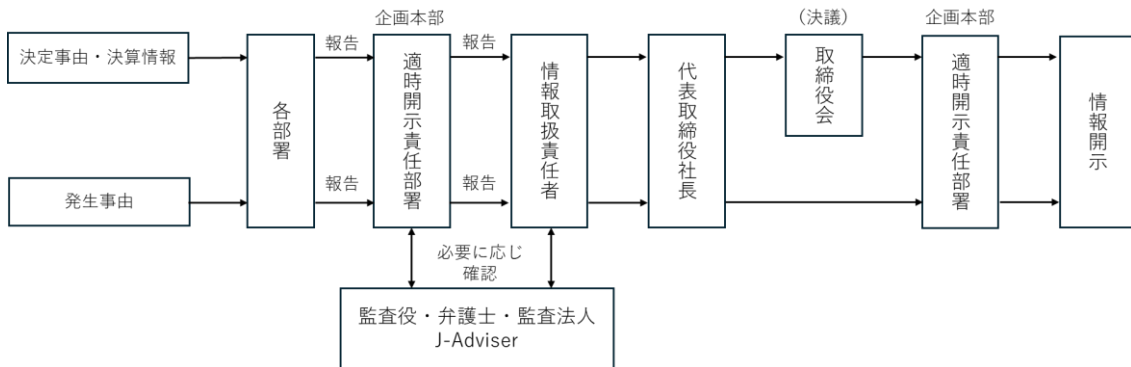 企画本部
（決議）
企画本部
決定事由・決算情報
報告
報告
各部署
適時開示責任部署
情報取扱責任者
代表取締役社長
取締役会
適時開示責任部署
情報開示
発生事由
報告
報告
必要に応じ
確認
監査役・弁護士・監査法人
J-Adviser